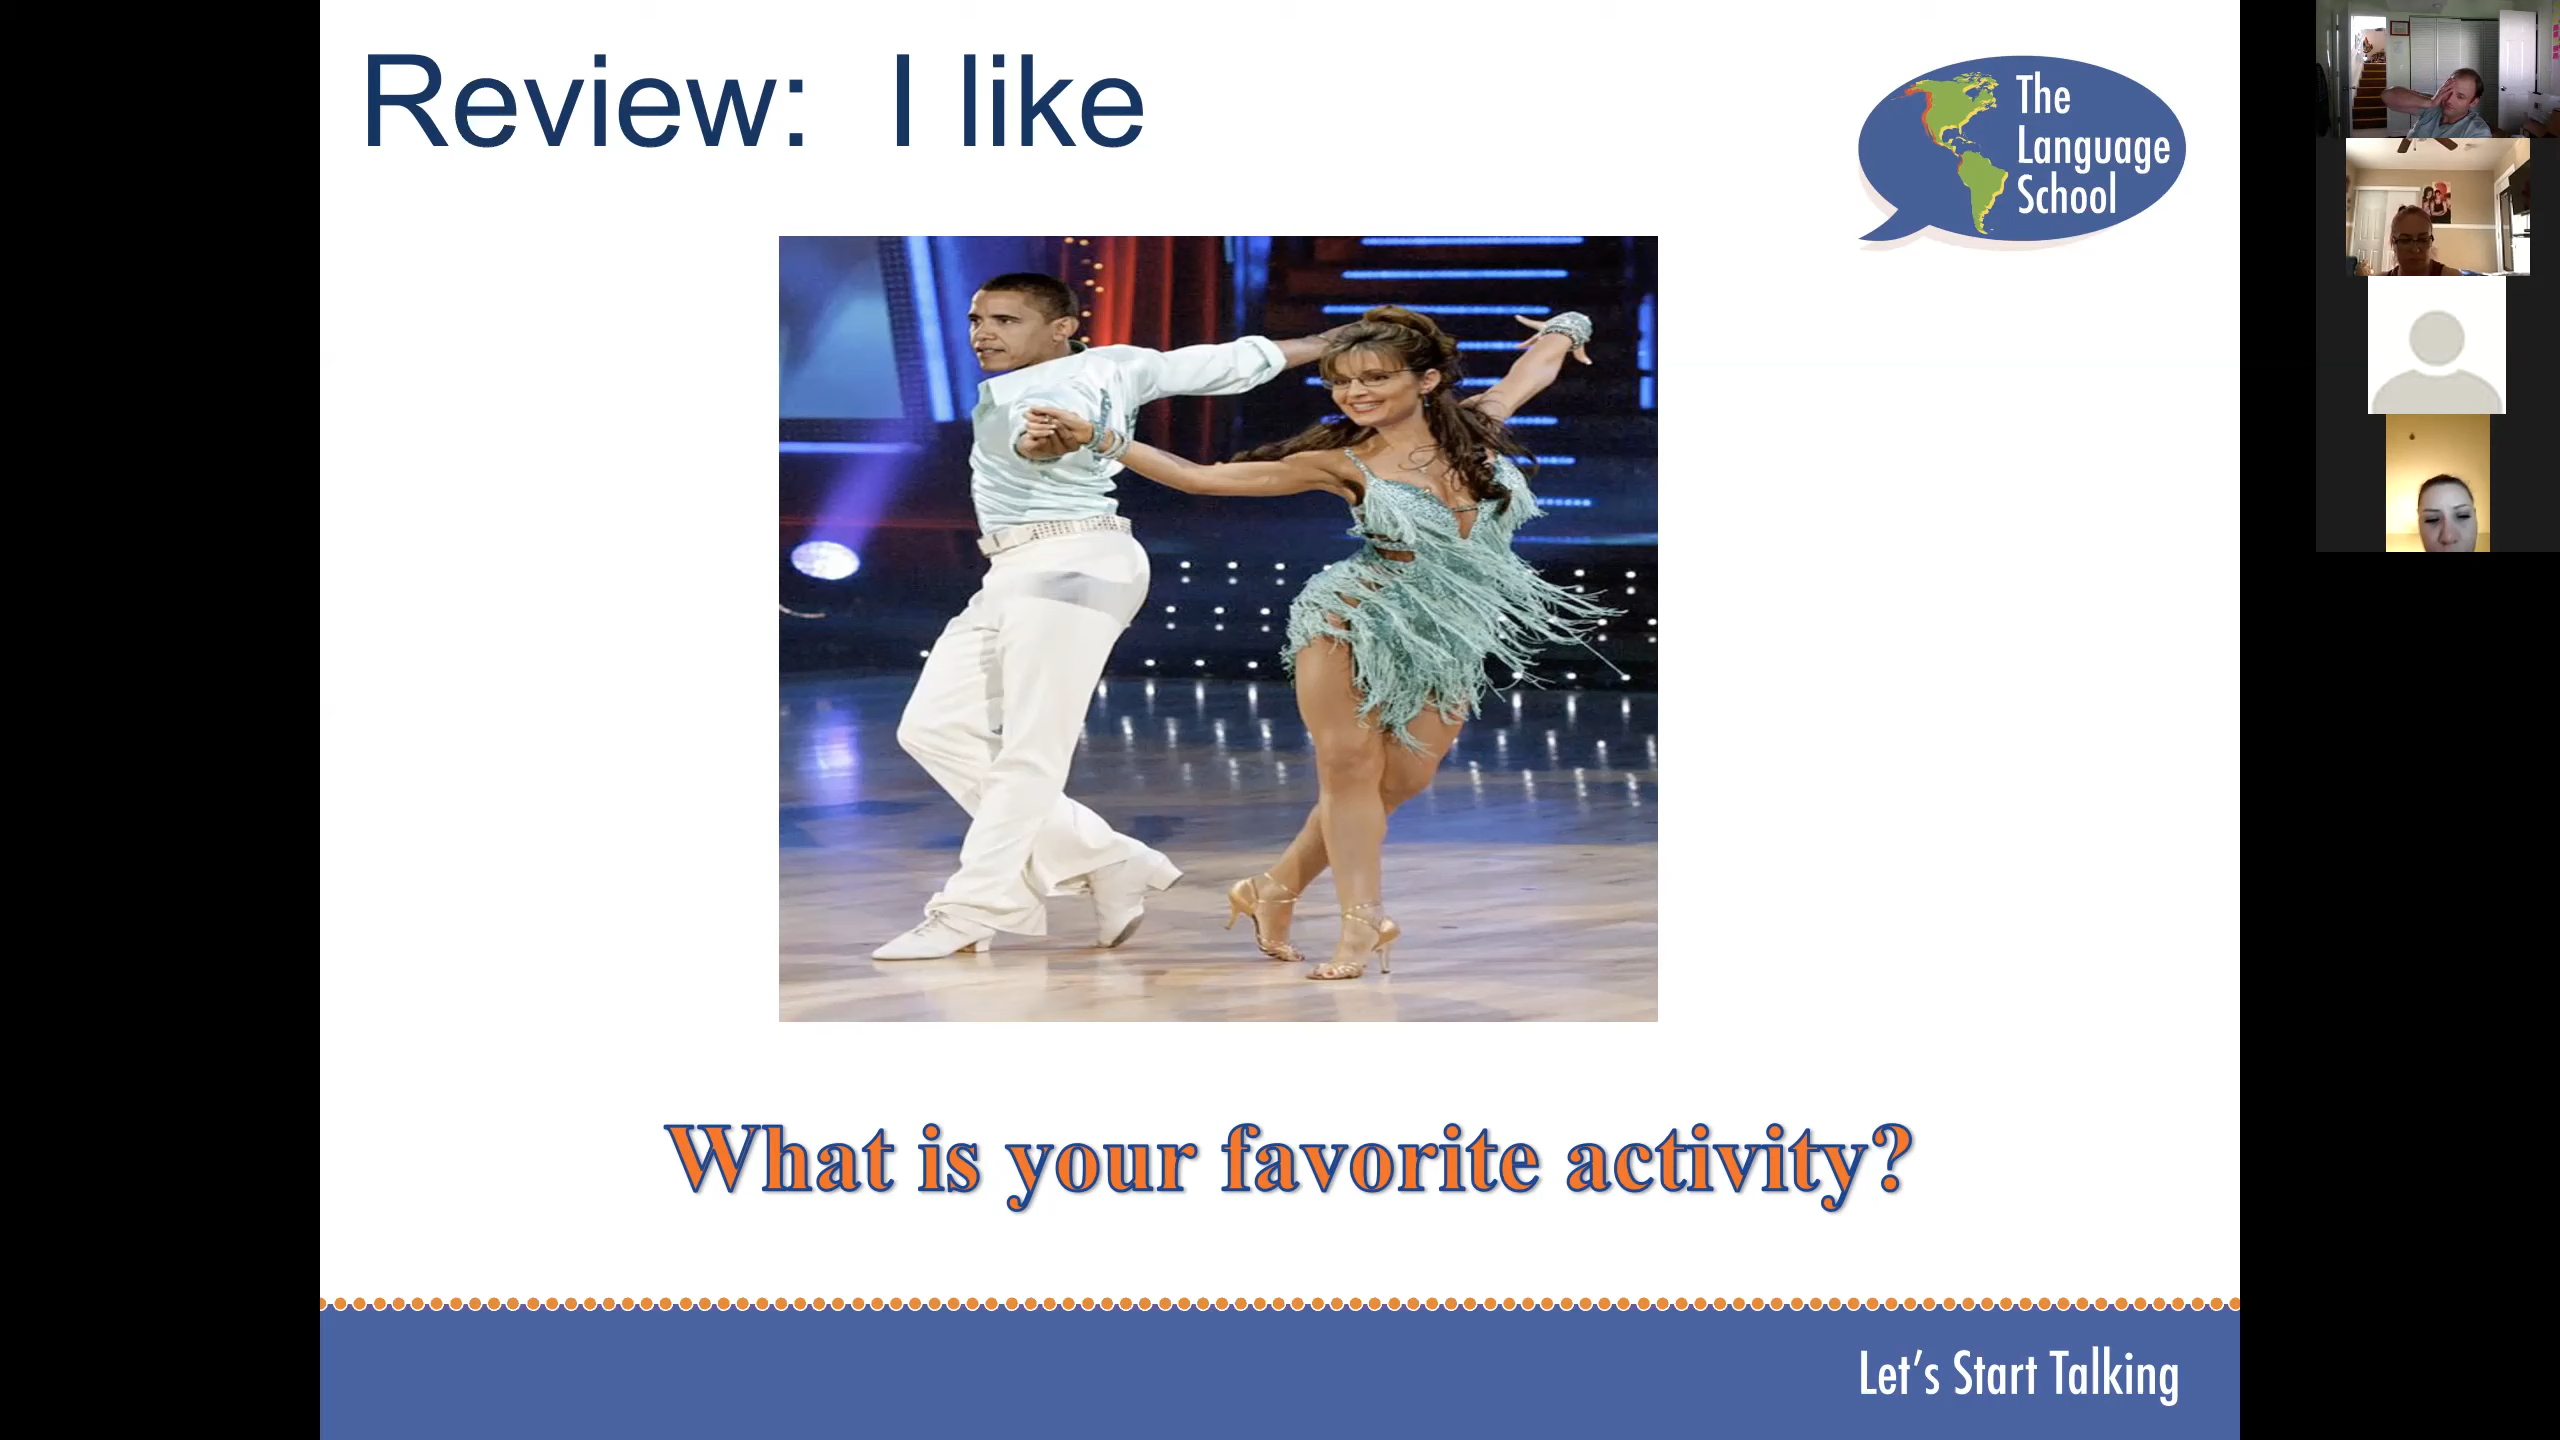 Review: I like
The
Language
School
What is your favorite activity?
Let's Start Talking